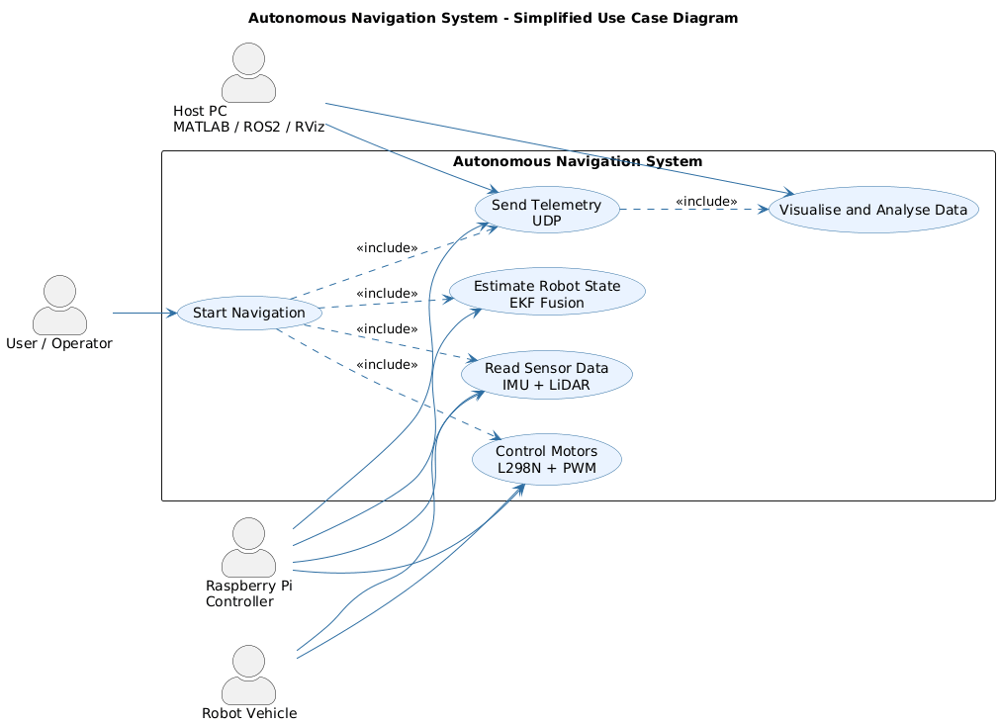 Autonomous Navigation System - Simplified Use Case Diagram
Host PC
MATLAB / ROS2 / RViz
Autonomous Navigation System
Send Telemetry
UDP
«include»
Visualise and Analyse Data
«include»
Estimate Robot State
EKF Fusion
«include»
Start Navigation
User / Operator
«include»
Read Sensor Data
IMU + LiDAR
«include»
Control Motors
L298N + PWM
Raspberry Pi
Controller
Robot Vehicle